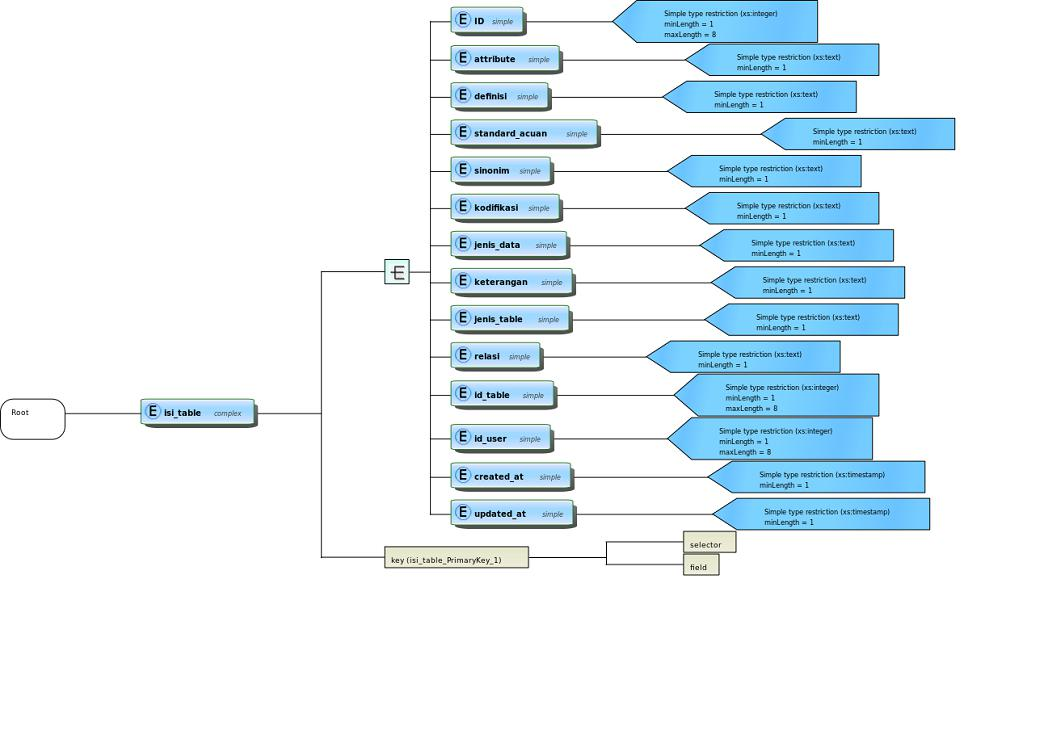 E ID simple
Simple type restriction (xs:integer)
minLength = 1
maxLength = 8
E attribute simple
Simple type restriction (xs:text)
minLength = 1
E definisi simple
Simple type restriction (xs:text)
minLength = 1
E standard_acuan simple
Simple type restriction (xs:text)
minLength = 1
E sinonim simple
Simple type restriction (xs:text)
minLength = 1
E kodifikasi simple
Simple type restriction (xs:text)
minLength = 1
E jenis_data simple
Simple type restriction (xs:text)
minLength = 1
E keterangan simple
Simple type restriction (xs:text)
minLength = 1
E jenis_table simple
Simple type restriction (xs:text)
minLength = 1
E relasi simple
Simple type restriction (xs:text)
minLength = 1
E id_table simple
Simple type restriction (xs:integer)
minLength = 1
maxLength = 8
Root
E isi_table complex
E id_user simple
Simple type restriction (xs:integer)
minLength = 1
maxLength = 8
E created_at simple
Simple type restriction (xs:timestamp)
minLength = 1
E updated_at simple
Simple type restriction (xs:timestamp)
minLength = 1
key (isi_table_PrimaryKey_1)
selector
field